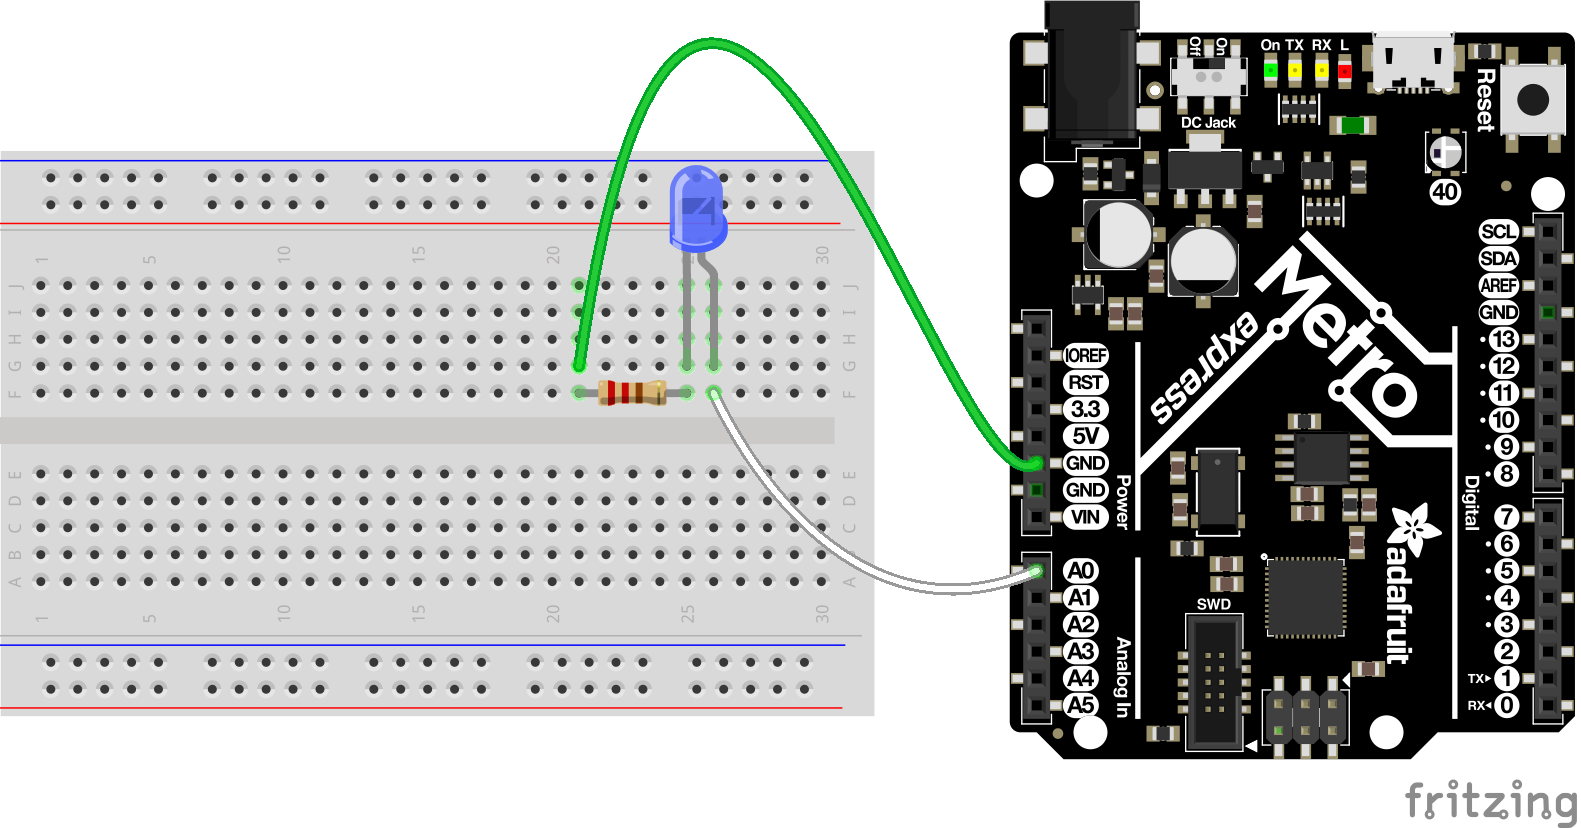 Off On
On TX RX L
DC Jack
Reset
40
1 5 10 15 20 25 30
J J
I I
H H
G G
F F
E E
D D
C C
B B
A A
1 5 10 15 20 25 30
IOREF
RST
3.3
5V
GND
GND
VIN
Power
A0
A1
A2
A3
A4
A5
Analog In
Metro
express
SWD
adafruit
SCL
SDA
AREF
GND
13
12
11
10
9
8
Digital
7
6
5
4
3
2
TX 1
RX 0
fritzing